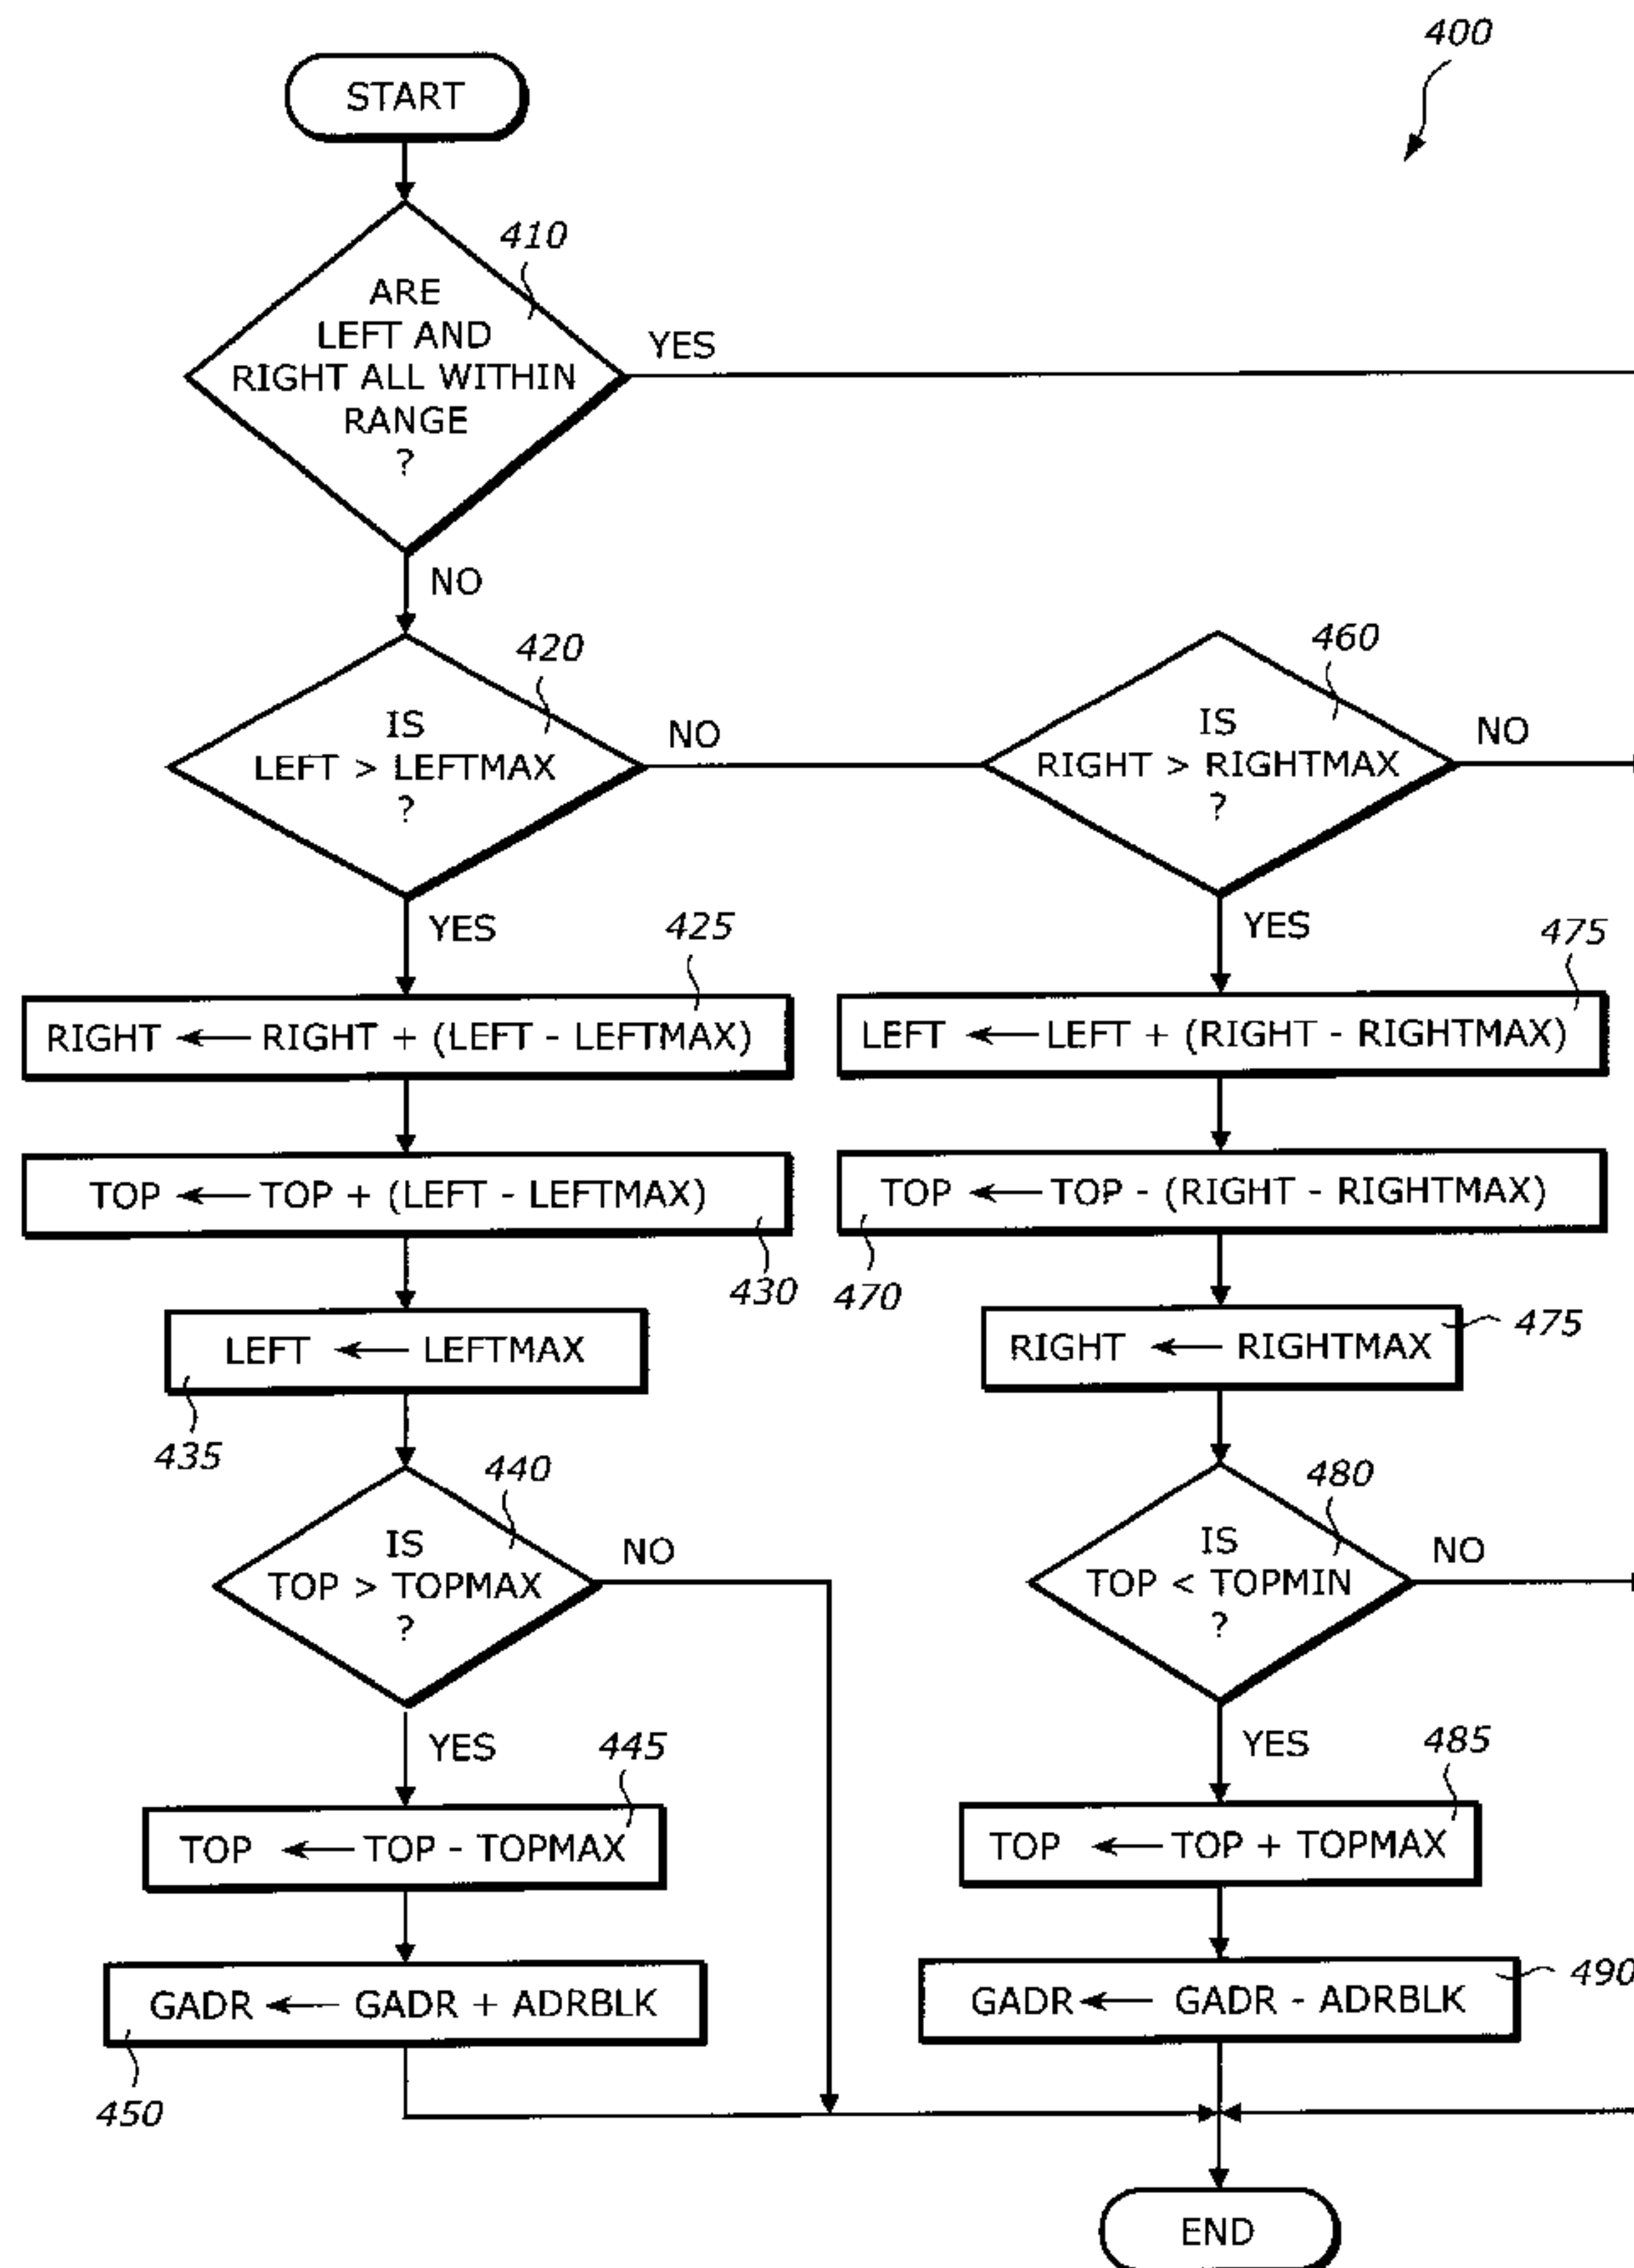 400
START
410
ARE
LEFT AND
RIGHT ALL WITHIN
RANGE
?
YES
NO
420
IS
LEFT > LEFTMAX
?
NO
460
IS
RIGHT > RIGHTMAX
?
NO
YES
425
RIGHT ← RIGHT + (LEFT - LEFTMAX)
TOP ← TOP + (LEFT - LEFTMAX)
430
LEFT ← LEFTMAX
435
440
IS
TOP > TOPMAX
?
NO
YES
445
TOP ← TOP - TOPMAX
GADR ← GADR + ADRBLK
450
YES
475
LEFT ← LEFT + (RIGHT - RIGHTMAX)
TOP ← TOP - (RIGHT - RIGHTMAX)
470
RIGHT ← RIGHTMAX
475
480
IS
TOP < TOPMIN
?
NO
YES
485
TOP ← TOP + TOPMAX
GADR ← GADR - ADRBLK
490
END